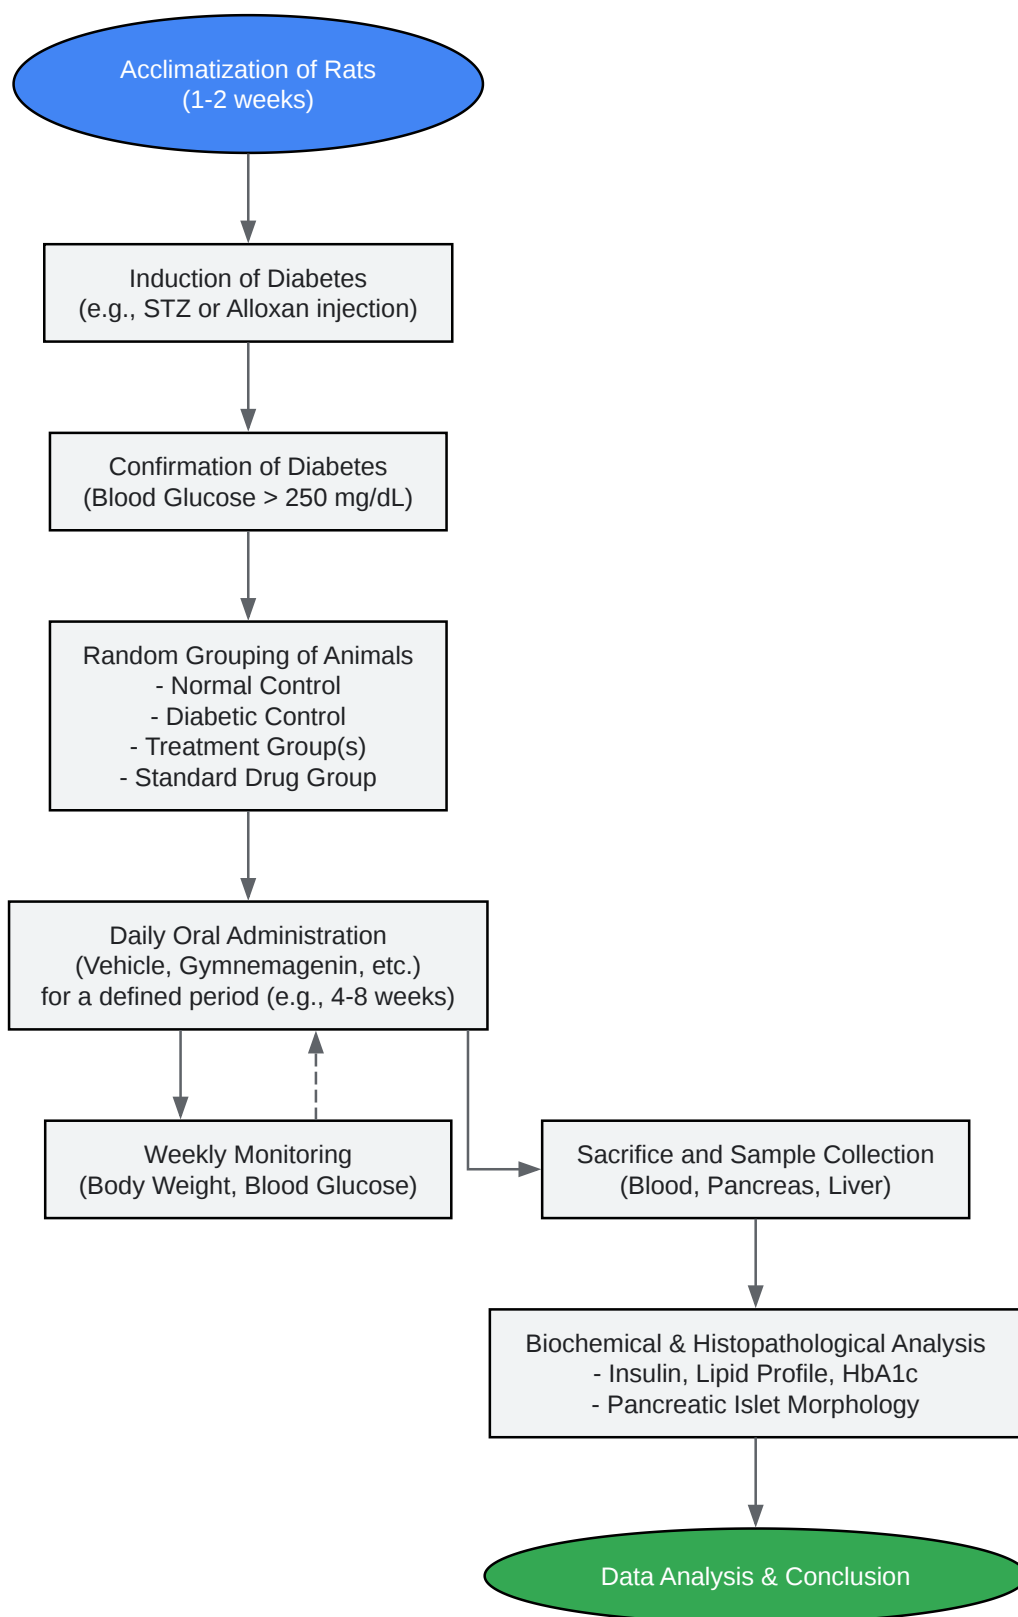 Acclimatization of Rats
(1-2 weeks)
Induction of Diabetes
(e.g., STZ or Alloxan injection)
Confirmation of Diabetes
(Blood Glucose > 250 mg/dL)
Random Grouping of Animals
- Normal Control
- Diabetic Control
- Treatment Group(s)
- Standard Drug Group
Daily Oral Administration
(Vehicle, Gymnemagenin, etc.)
for a defined period (e.g., 4-8 weeks)
Weekly Monitoring
(Body Weight, Blood Glucose)
Sacrifice and Sample Collection
(Blood, Pancreas, Liver)
Biochemical & Histopathological Analysis
- Insulin, Lipid Profile, HbA1c
- Pancreatic Islet Morphology
Data Analysis & Conclusion